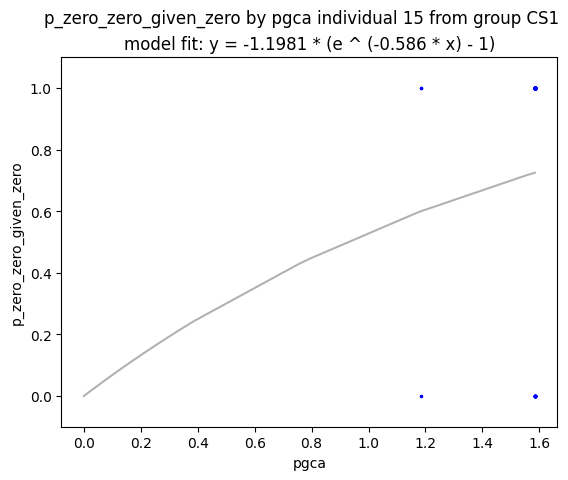 p_zero_zero_given_zero by pgca individual 15 from group CS1
model fit: y = -1.1981 * (e ^ (-0.586 * x) - 1)
1.0
0.8
0.6
0.4
0.2
0.0
p_zero_zero_given_zero
0.0 0.2 0.4 0.6 0.8 1.0 1.2 1.4 1.6
pgca